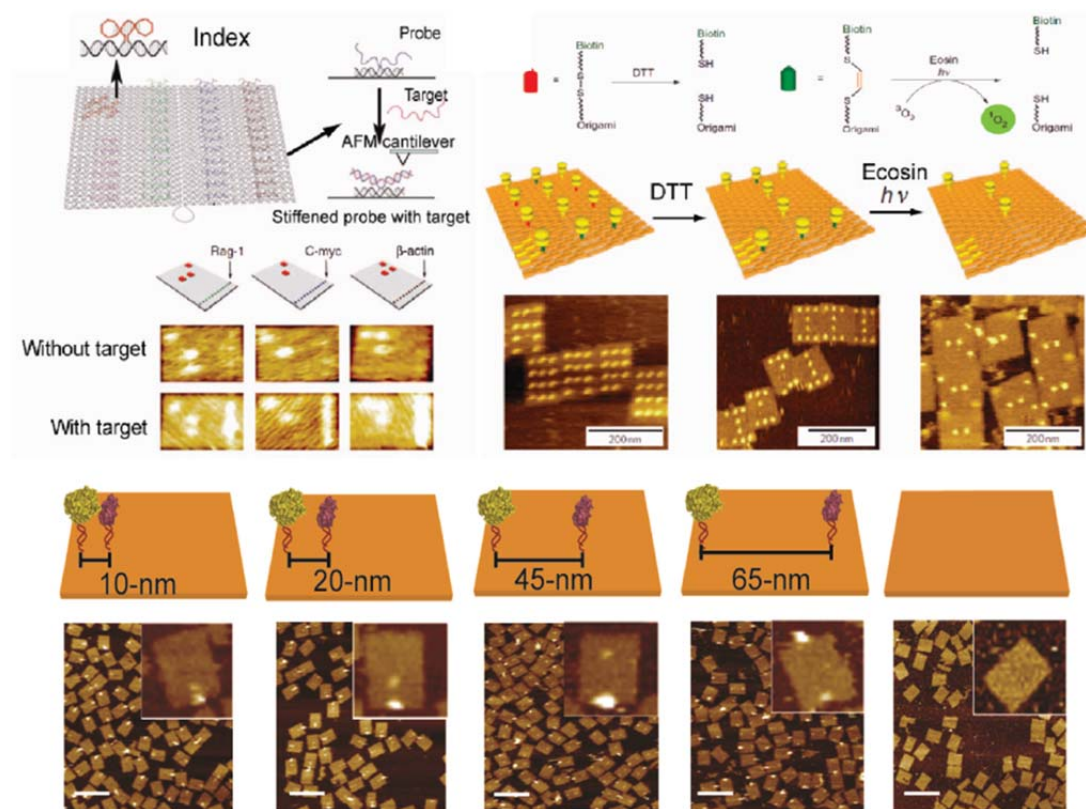 Index
Probe
Target
AFM cantilever
Stiffened probe with target
Rag-1
C-myc
β-actin
Without target
With target
Biotin
S
S
Origami
=
DTT
Biotin
SH
SH
Origami
=
Biotin
S
S
Origami
Eosin
hν
³O₂
¹O₂
Biotin
SH
SH
Origami
DTT
Ecosin
hν
200nm
200nm
200nm
10-nm
20-nm
45-nm
65-nm